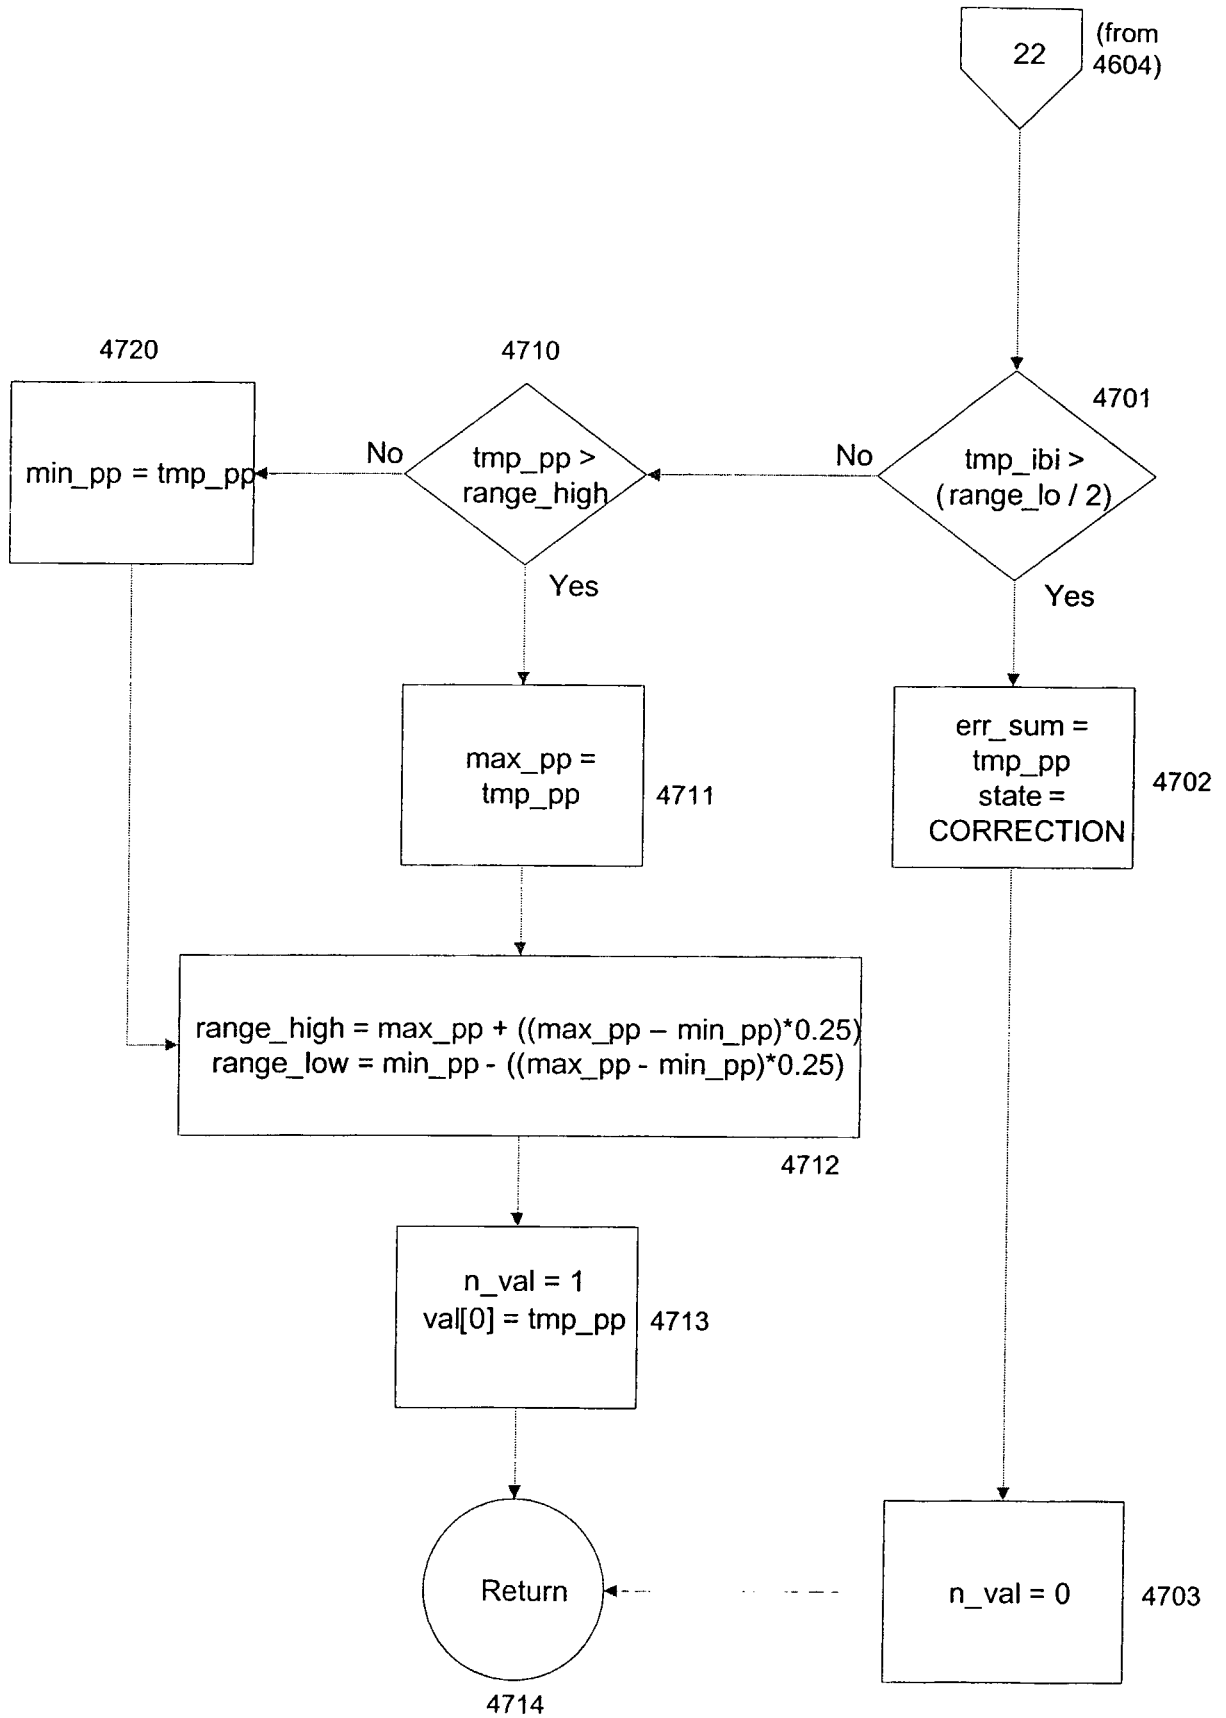 22
(from
4604)
4720
4710
4701
min_pp = tmp_pp
No
tmp_pp >
range_high
No
tmp_ibi >
(range_lo / 2)
Yes
Yes
max_pp =
tmp_pp
4711
err_sum =
tmp_pp
state =
CORRECTION
4702
range_high = max_pp + ((max_pp – min_pp)*0.25)
range_low = min_pp - ((max_pp - min_pp)*0.25)
4712
n_val = 1
val[0] = tmp_pp
4713
Return
4714
n_val = 0
4703